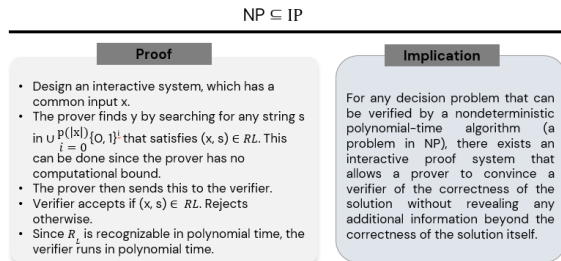 NP ⊆ IP
Proof
• Design an interactive system, which has a
common input x.
• The prover finds y by searching for any string s
in ∪ p(|x|) i = 0 {0, 1}^i that satisfies (x, s) ∈ RL. This
can be done since the prover has no
computational bound.
• The prover then sends this to the verifier.
• Verifier accepts if (x, s) ∈ RL. Rejects
otherwise.
• Since R_L is recognizable in polynomial time, the
verifier runs in polynomial time.
Implication
For any decision problem that can
be verified by a nondeterministic
polynomial-time algorithm (a
problem in NP), there exists an
interactive proof system that
allows a prover to convince a
verifier of the correctness of the
solution without revealing any
additional information beyond the
correctness of the solution itself.